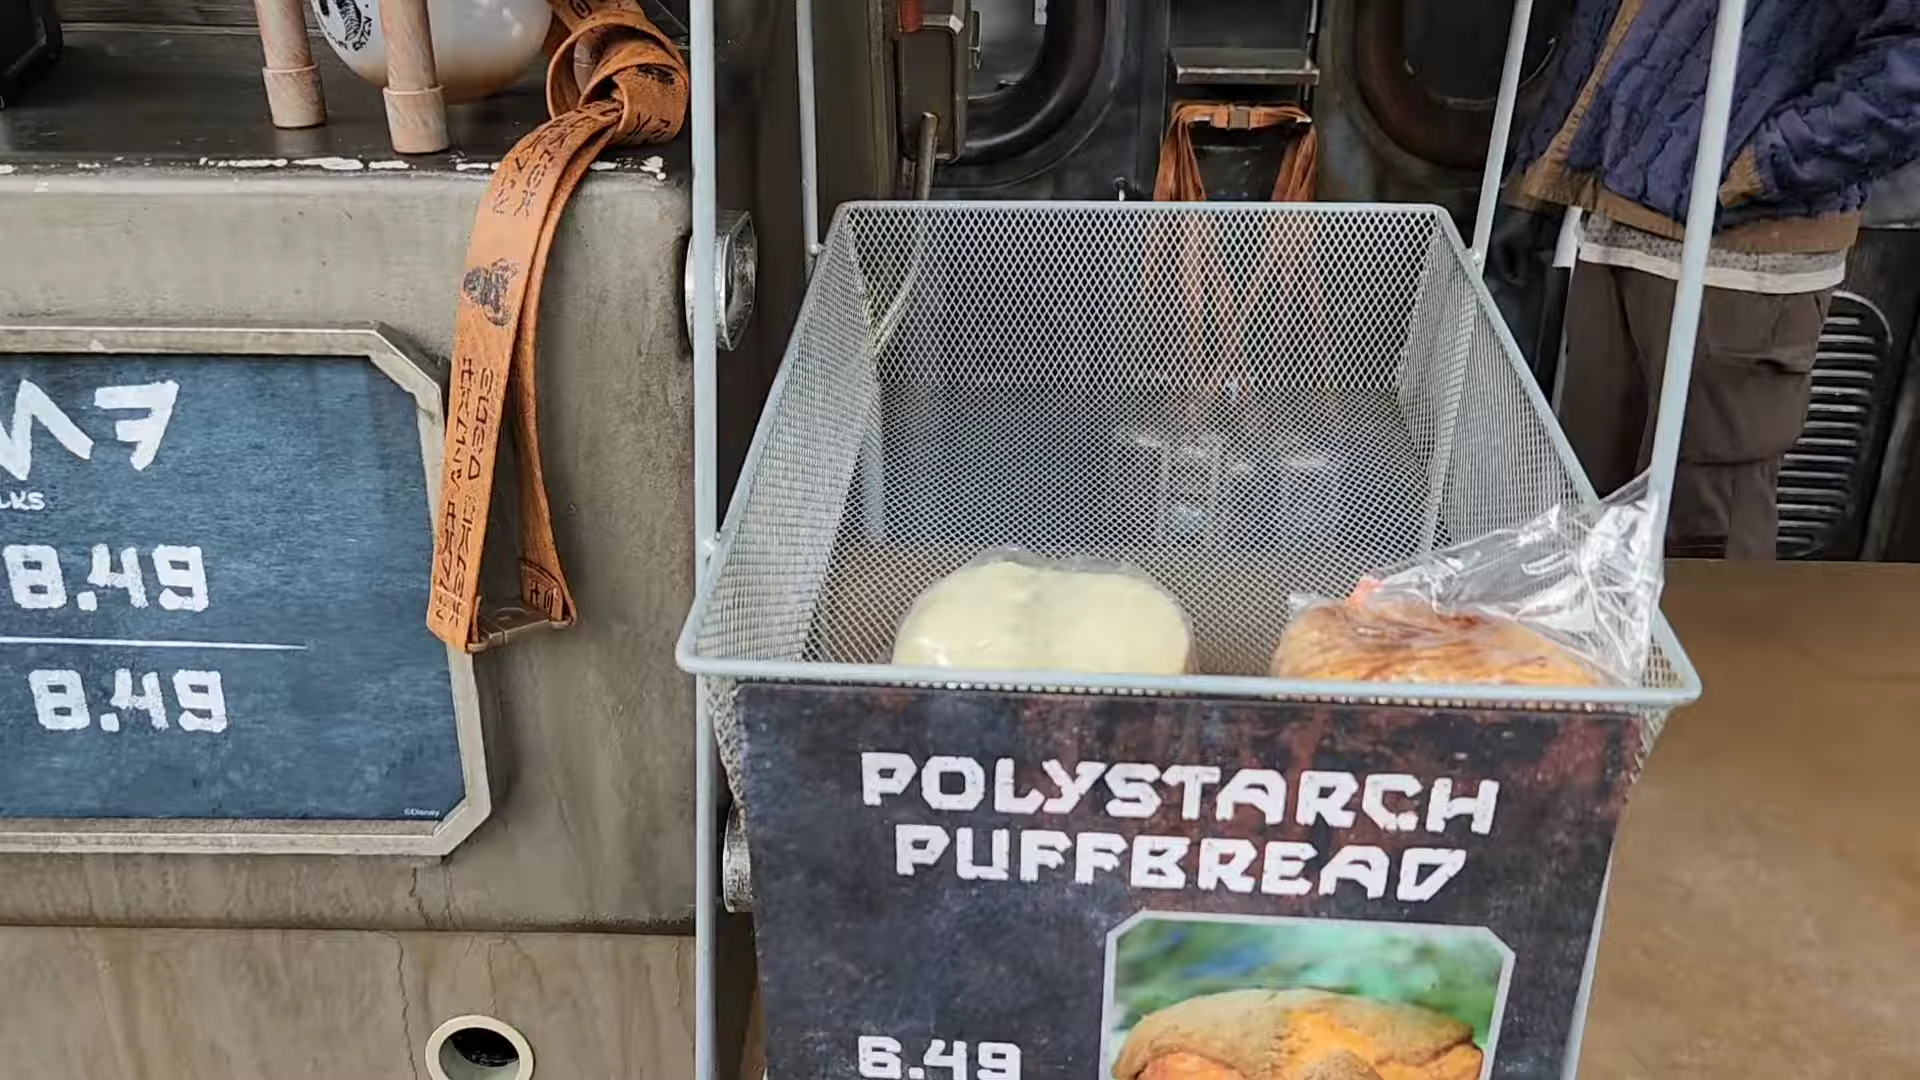 LKS
8.49
8.49
©Disney
POLYSTARCH
PUFFBREAD
6.49